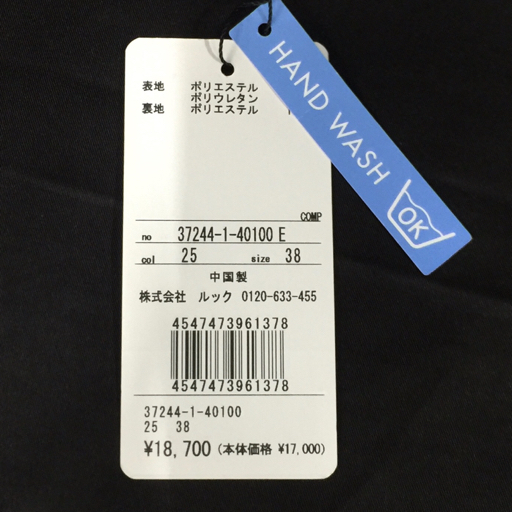 HAND WASH OK
表地 ポリエステル
ポリウレタン
裏地 ポリエステル
COMP
no 37244-1-40100 E
col 25 size 38
中国製
株式会社 ルック 0120-633-455
4547473961378
4547473961378
37244-1-40100
25 38
¥18,700 (本体価格 ¥17,000)